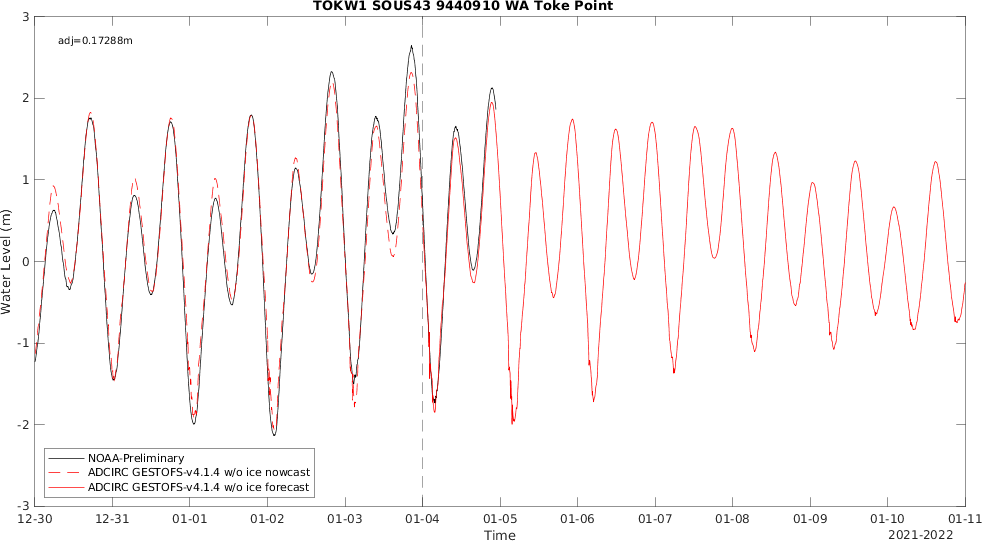 TOKW1 SOUS43 9440910 WA Toke Point
adj=0.17288m
3
2
1
0
-1
-2
-3
Water Level (m)
NOAA-Preliminary
ADCIRC GESTOFS-v4.1.4 w/o ice nowcast
ADCIRC GESTOFS-v4.1.4 w/o ice forecast
12-30 12-31 01-01 01-02 01-03 01-04 01-05 01-06 01-07 01-08 01-09 01-10 01-11
Time
2021-2022